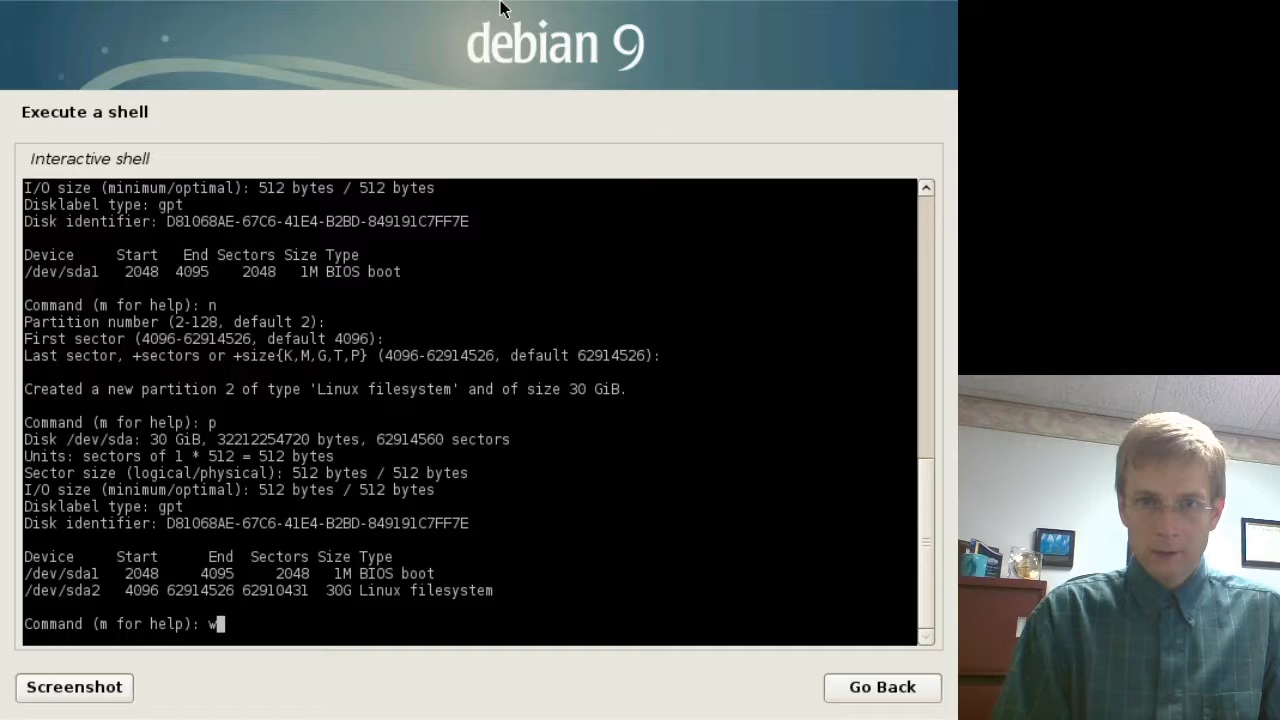 debian 9
Execute a shell
Interactive shell
I/O size (minimum/optimal): 512 bytes / 512 bytes
Disklabel type: gpt
Disk identifier: D81068AE-67C6-41E4-B2BD-849191C7FF7E
Device Start End Sectors Size Type
/dev/sda1 2048 4095 2048 1M BIOS boot
Command (m for help): n
Partition number (2-128, default 2):
First sector (4096-62914526, default 4096):
Last sector, +sectors or +size{K,M,G,T,P} (4096-62914526, default 62914526):
Created a new partition 2 of type 'Linux filesystem' and of size 30 GiB.
Command (m for help): p
Disk /dev/sda: 30 GiB, 32212254720 bytes, 62914560 sectors
Units: sectors of 1 * 512 = 512 bytes
Sector size (logical/physical): 512 bytes / 512 bytes
I/O size (minimum/optimal): 512 bytes / 512 bytes
Disklabel type: gpt
Disk identifier: D81068AE-67C6-41E4-B2BD-849191C7FF7E
Device Start End Sectors Size Type
/dev/sda1 2048 4095 2048 1M BIOS boot
/dev/sda2 4096 62914526 62910431 30G Linux filesystem
Command (m for help): w
Screenshot
Go Back